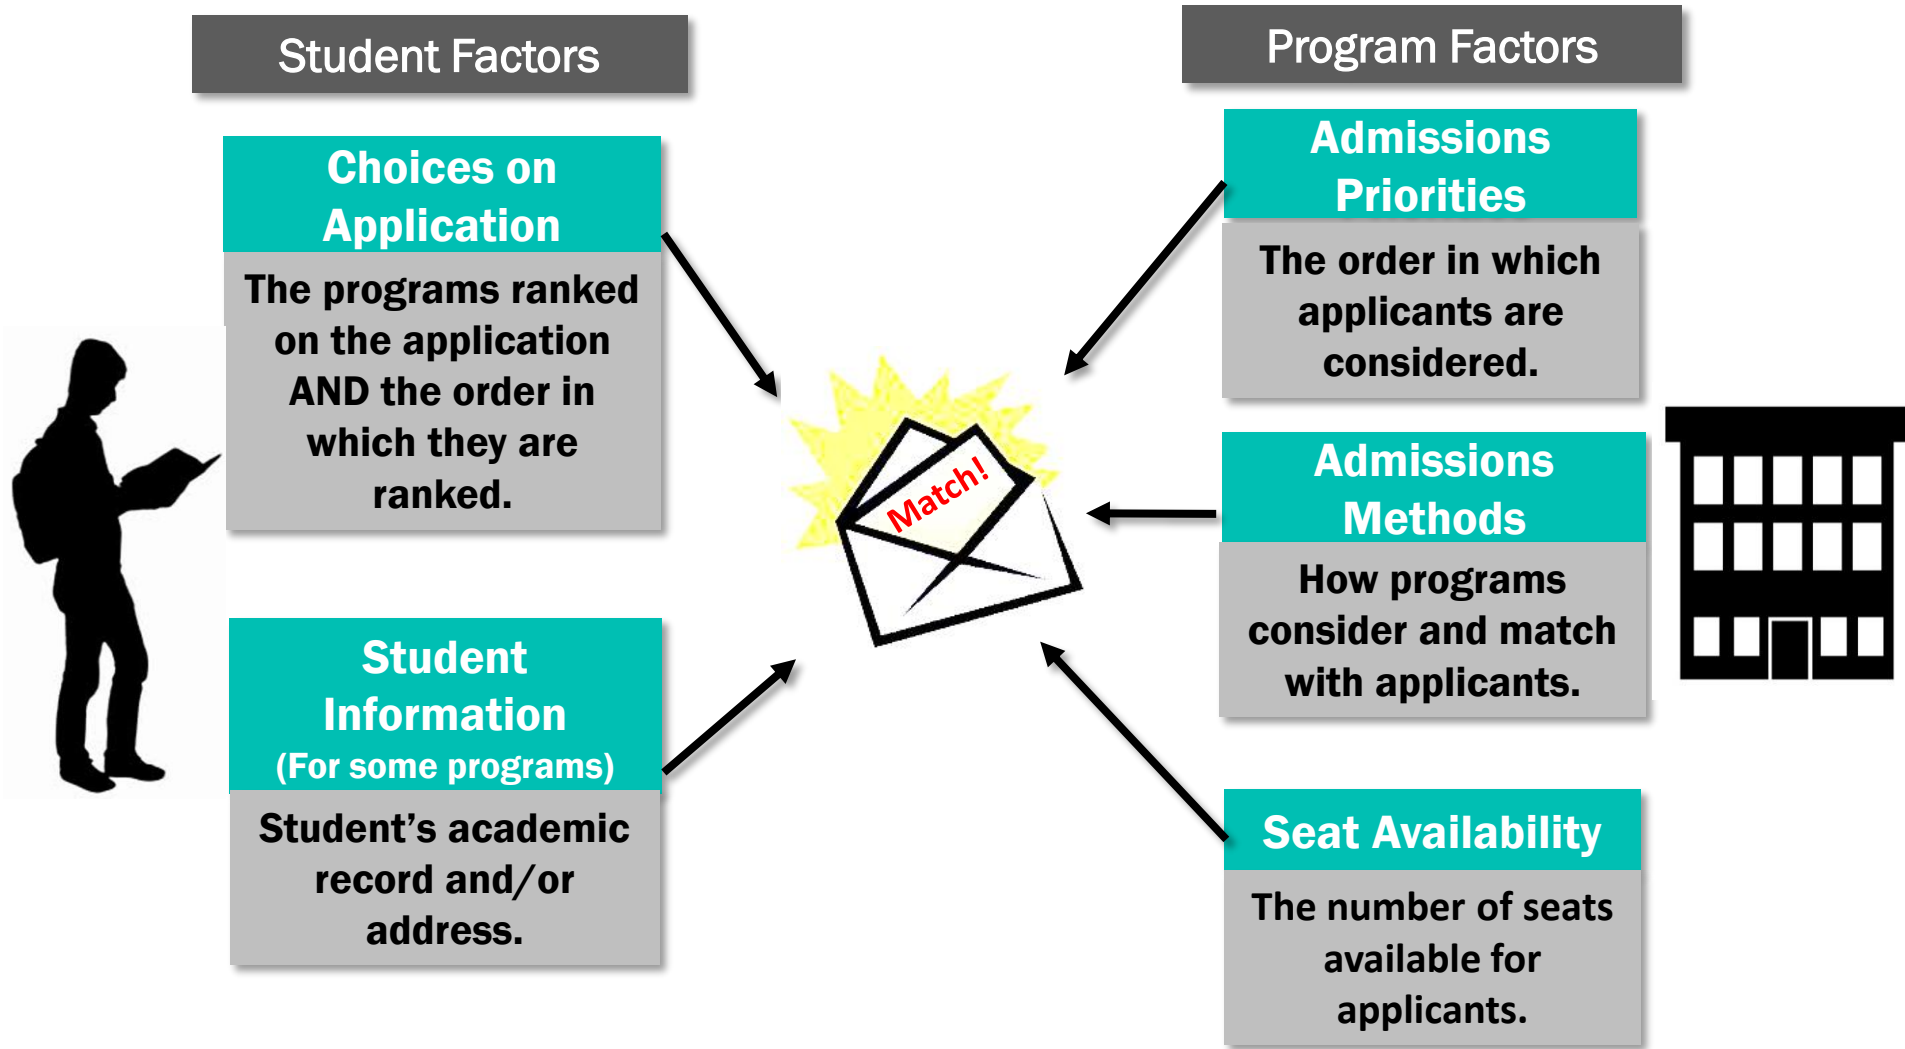 Student Factors
Choices on
Application
The programs ranked
on the application
AND the order in
which they are
ranked.
Student
Information
(For some programs)
Student’s academic
record and/or
address.
Match!
Program Factors
Admissions
Priorities
The order in which
applicants are
considered.
Admissions
Methods
How programs
consider and match
with applicants.
Seat Availability
The number of seats
available for
applicants.